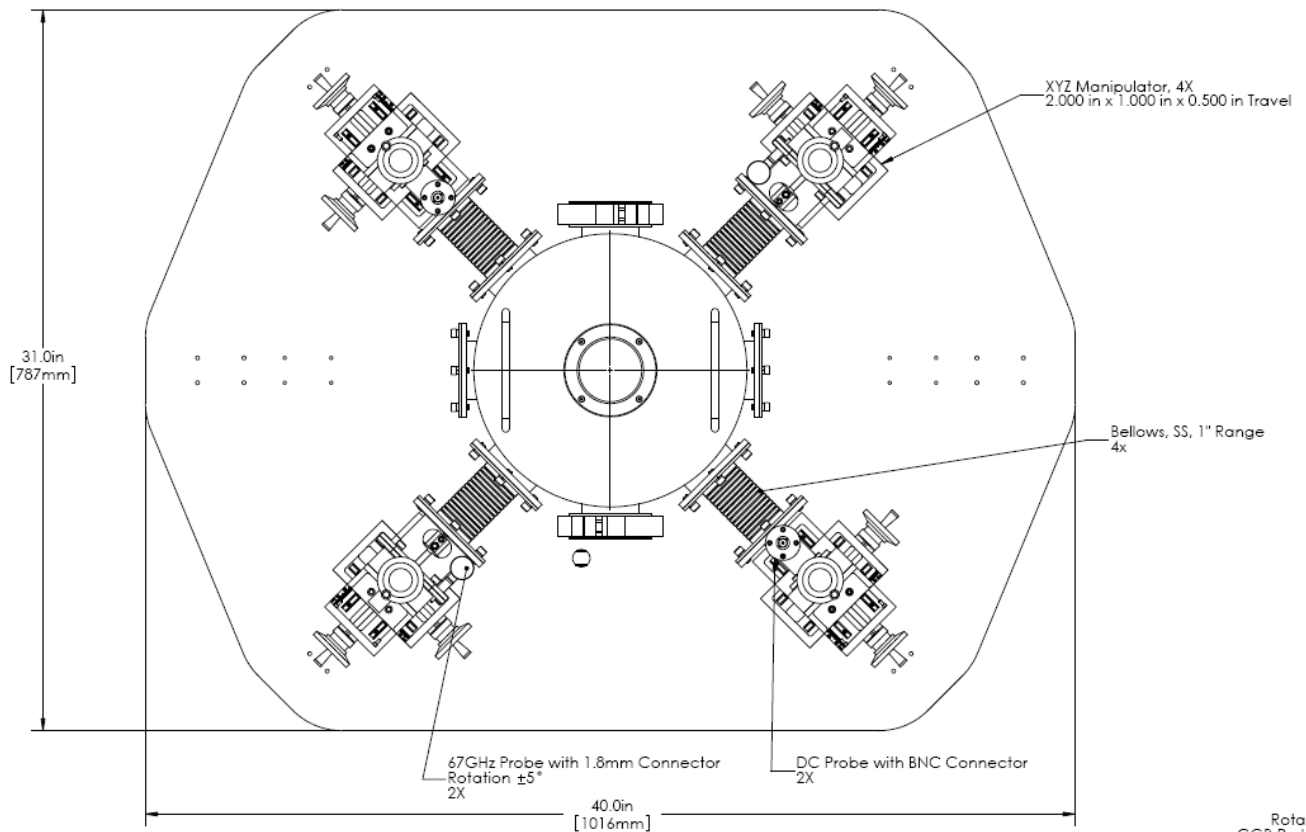 XYZ Manipulator, 4X
2.000 in x 1.000 in x 0.500 in Travel
31.0in
[787mm]
Bellows, SS, 1" Range
4x
67GHz Probe with 1.8mm Connector
Rotation ±5°
2X
DC Probe with BNC Connector
2X
40.0in
[1016mm]
Rota